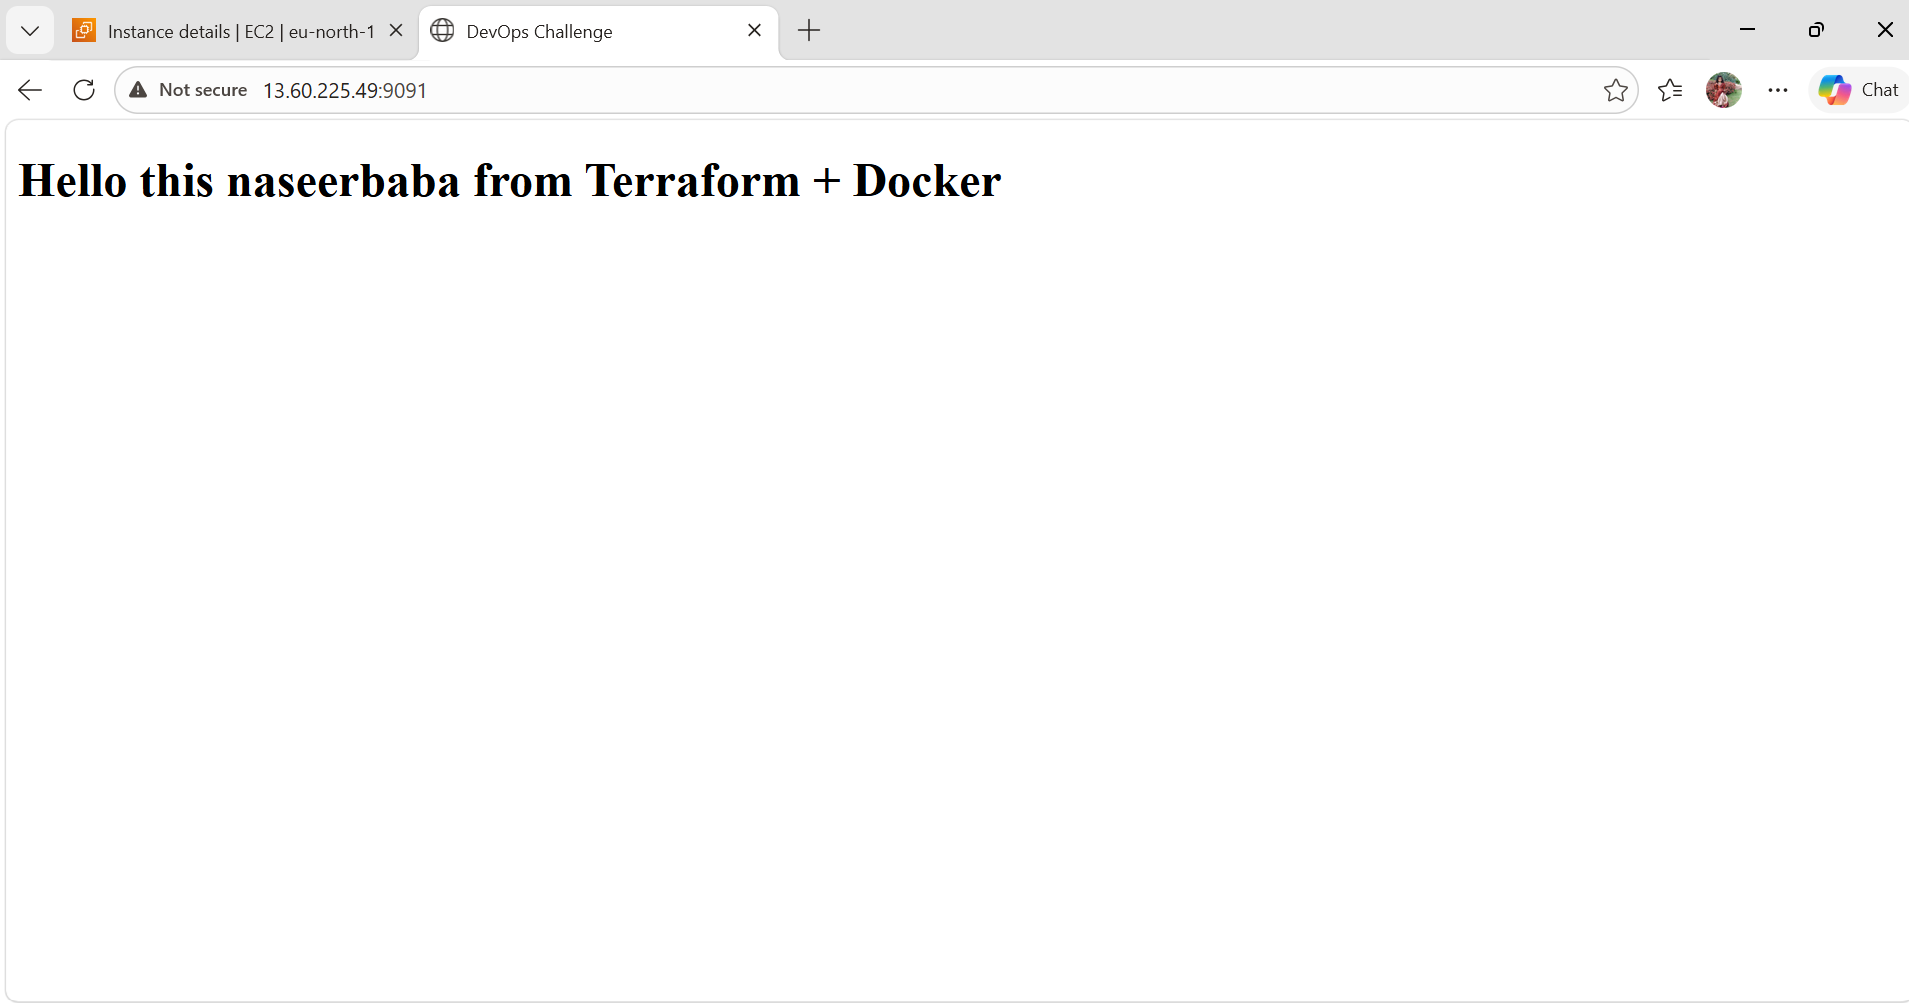 Instance details | EC2 | eu-north-1
DevOps Challenge
Not secure 13.60.225.49:9091
Chat
Hello this naseerbaba from Terraform + Docker